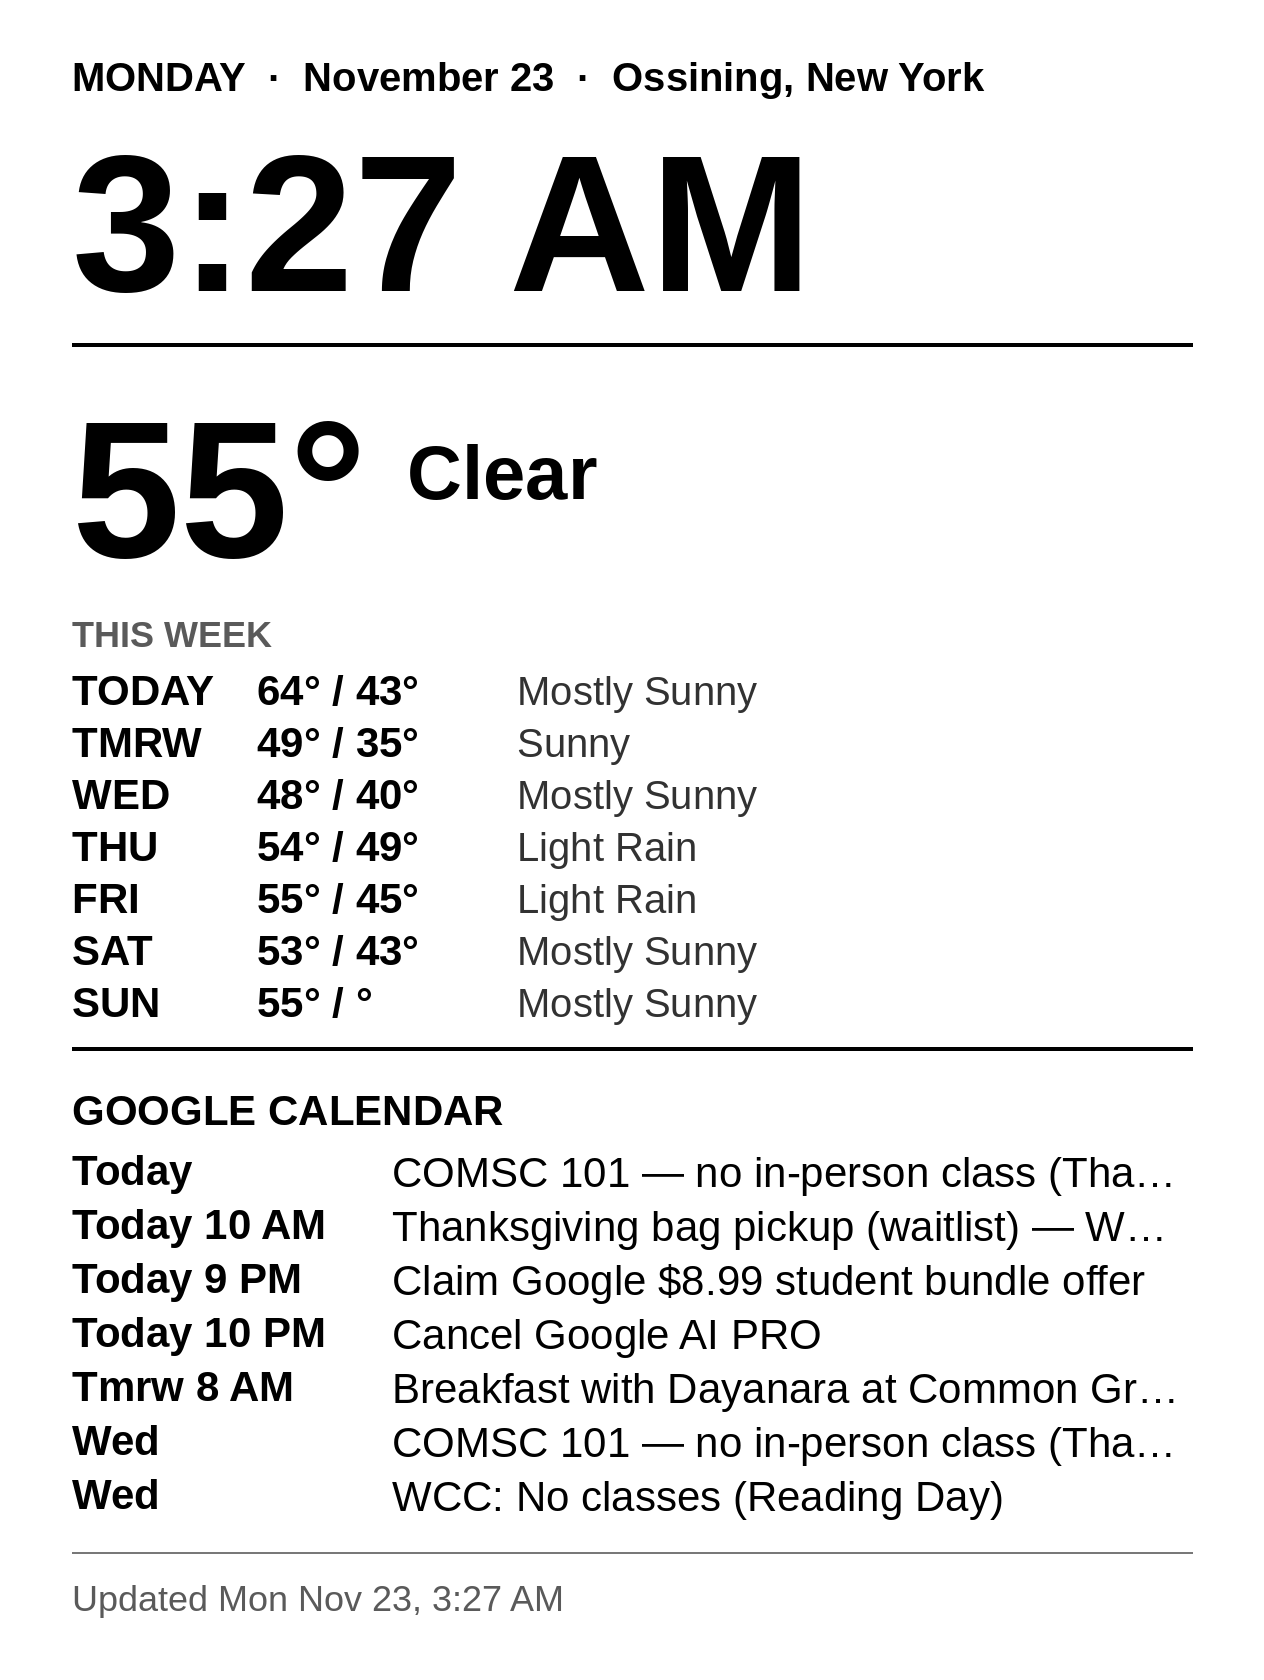 MONDAY · November 23 · Ossining, New York
3:27 AM
55° Clear
THIS WEEK
TODAY 64° / 43° Mostly Sunny
TMRW 49° / 35° Sunny
WED 48° / 40° Mostly Sunny
THU 54° / 49° Light Rain
FRI 55° / 45° Light Rain
SAT 53° / 43° Mostly Sunny
SUN 55° / ° Mostly Sunny
GOOGLE CALENDAR
Today COMSC 101 — no in-person class (Tha…
Today 10 AM Thanksgiving bag pickup (waitlist) — W…
Today 9 PM Claim Google $8.99 student bundle offer
Today 10 PM Cancel Google AI PRO
Tmrw 8 AM Breakfast with Dayanara at Common Gr…
Wed COMSC 101 — no in-person class (Tha…
Wed WCC: No classes (Reading Day)
Updated Mon Nov 23, 3:27 AM